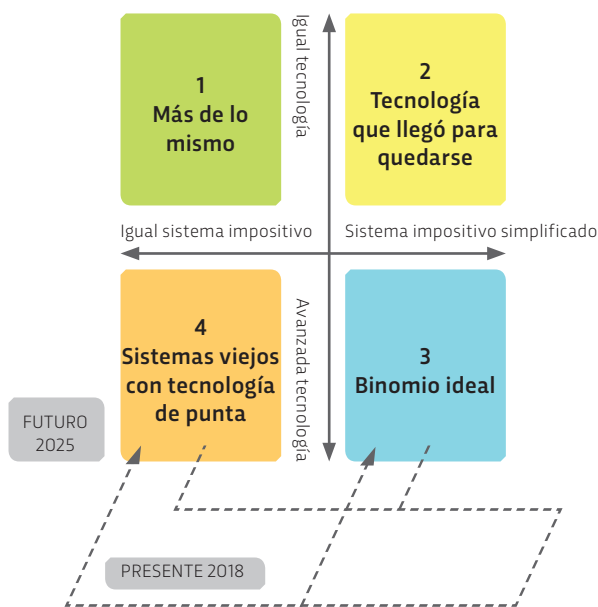 Igual tecnología
1
Más de lo
mismo
2
Tecnología
que llegó para
quedarse
Igual sistema impositivo
Sistema impositivo simplificado
Avanzada tecnología
4
Sistemas viejos
con tecnología
de punta
3
Binomio ideal
FUTURO
2025
PRESENTE 2018